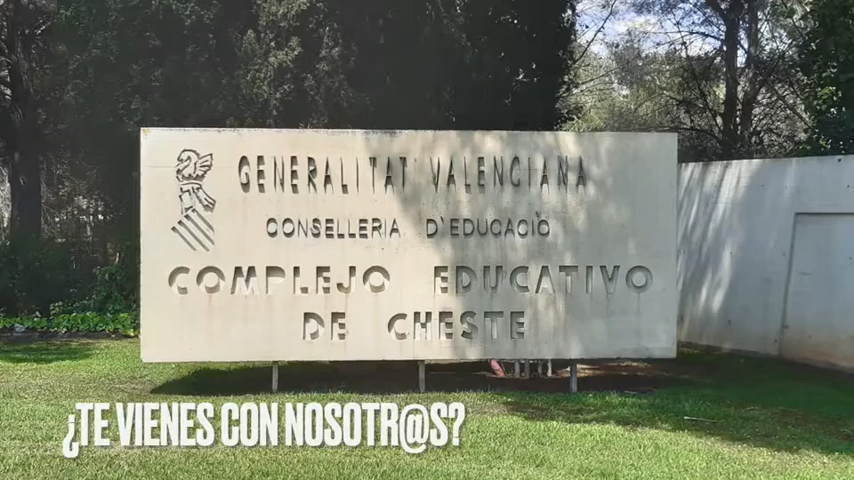 GENERALITAT VALENCIANA
CONSELLERIA D'EDUCACIÓ
COMPLEJO EDUCATIVO
DE CHESTE
¿TE VIENES CON NOSOTR@S?